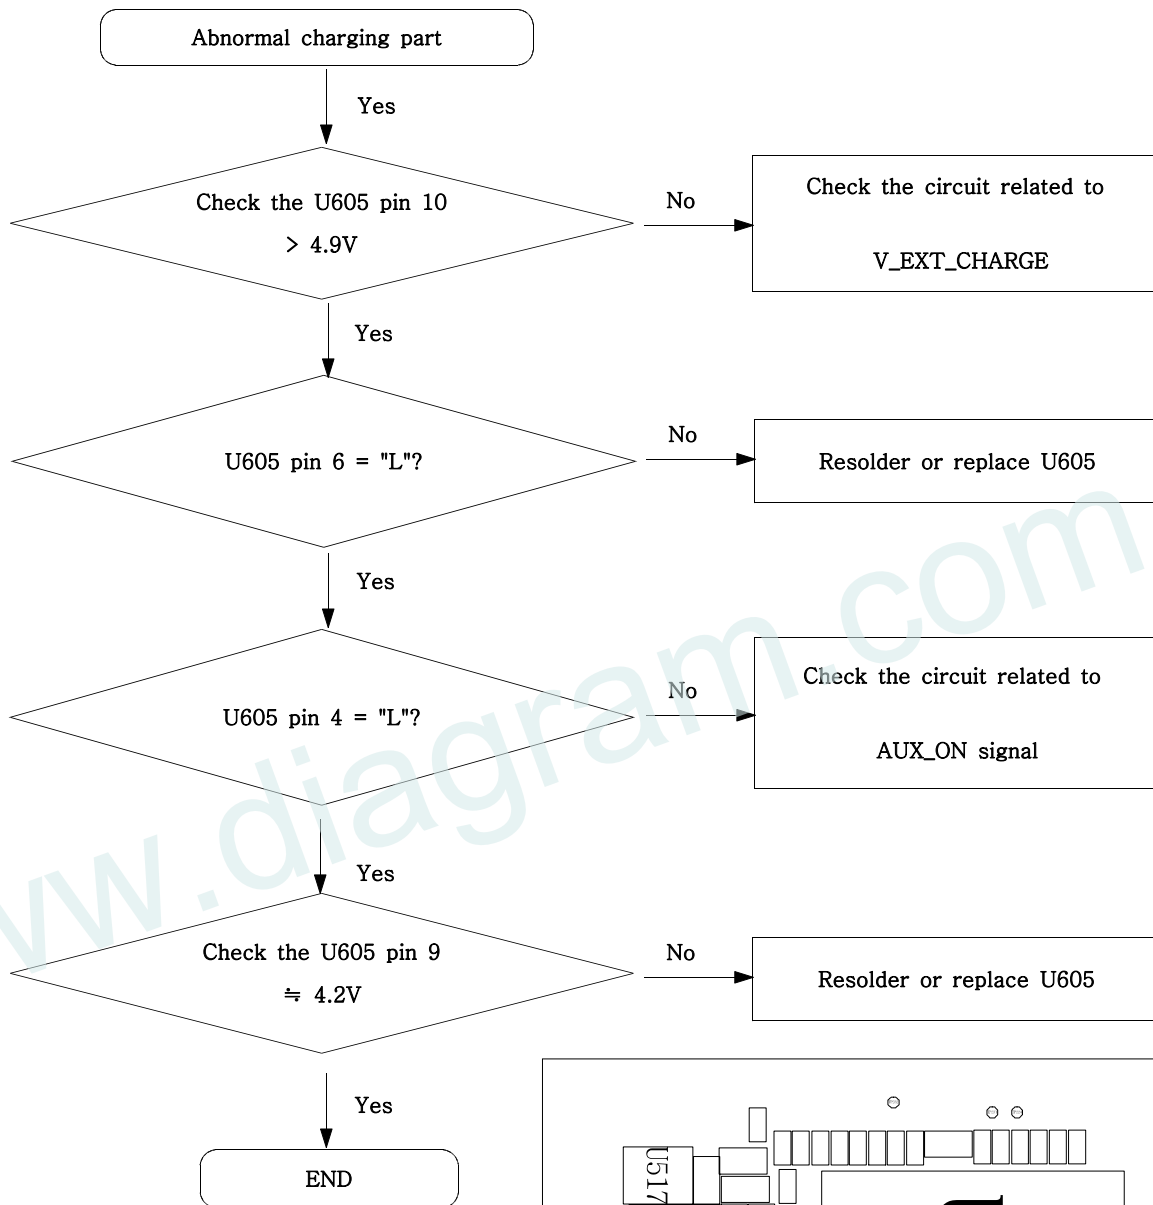 Abnormal charging part
Yes
Check the U605 pin 10
> 4.9V
No
Check the circuit related to
V_EXT_CHARGE
Yes
U605 pin 6 = "L"?
No
Resolder or replace U605
Yes
U605 pin 4 = "L"?
No
Check the circuit related to
AUX_ON signal
Yes
Check the U605 pin 9
≒ 4.2V
No
Resolder or replace U605
Yes
END
U517
w.diagram.com